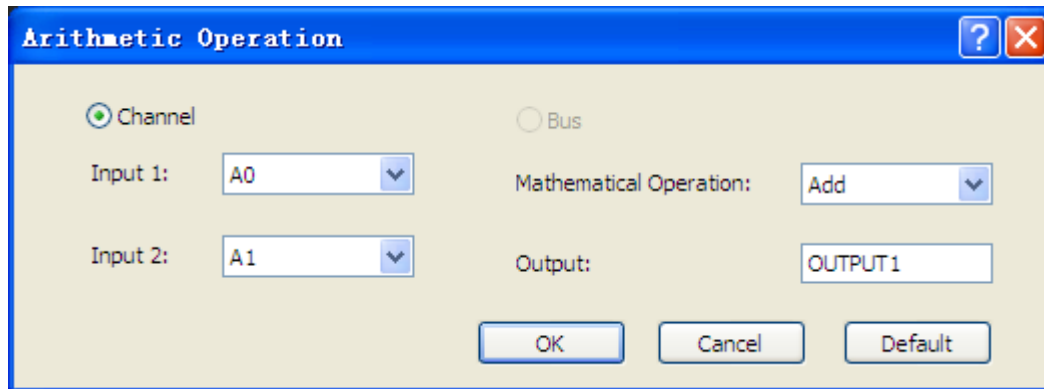 Arithmetic Operation
Channel
Bus
Input 1: A0
Mathematical Operation: Add
Input 2: A1
Output: OUTPUT1
OK Cancel Default